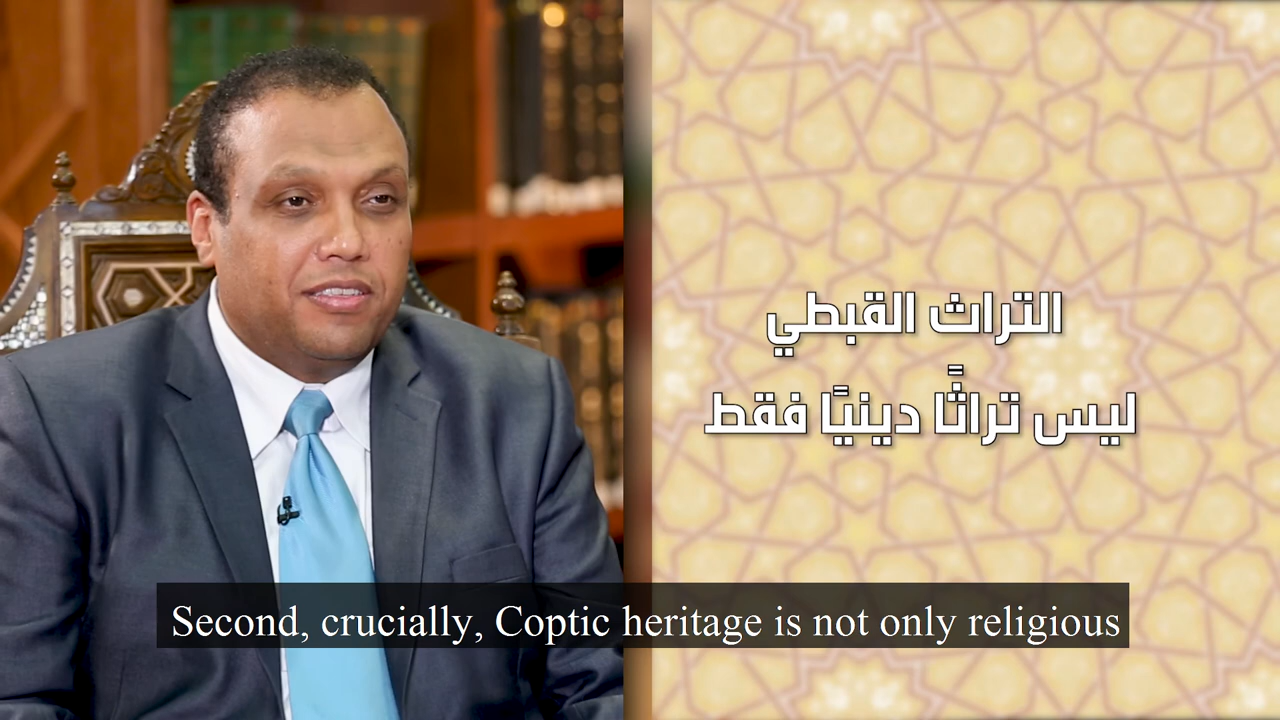 التراث القبطي
ليس تراثًا دينيًا فقط
Second, crucially, Coptic heritage is not only religious